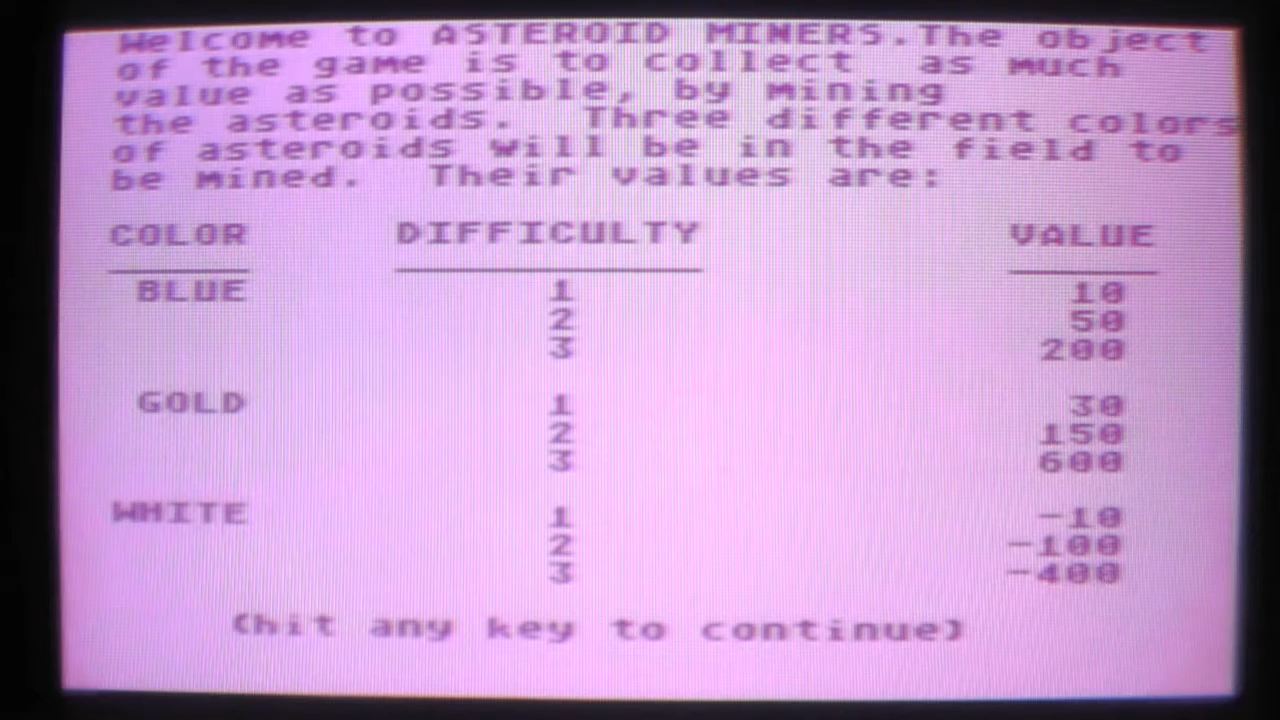 Welcome to ASTEROID MINERS.The object
of the game is to collect  as much
value as possible, by mining
the asteroids.  Three different colors
of asteroids will be in the field to
be mined.  Their values are:
COLOR DIFFICULTY VALUE
BLUE 1 10
2 50
3 200
GOLD 1 30
2 150
3 600
WHITE 1 -10
2 -100
3 -400
(hit any key to continue)